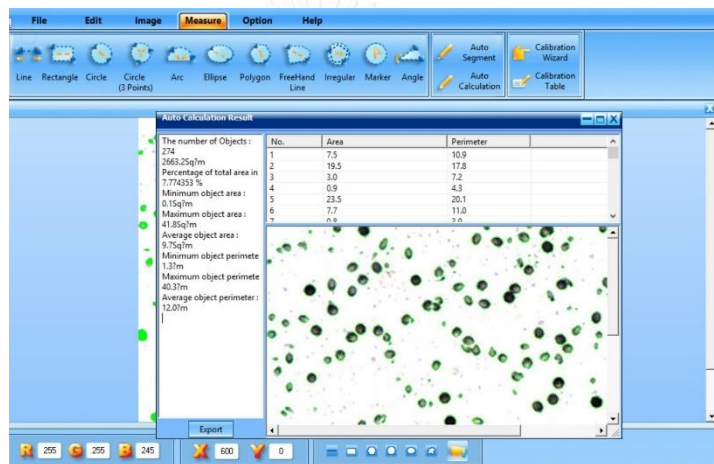 File Edit Image Measure Option Help
Line Rectangle Circle Circle (3 Points) Arc Ellipse Polygon FreeHand Line Irregular Marker Angle
Auto Segment
Auto Calculation
Calibration Wizard
Calibration Table
Auto Calculation Result
The number of Objects :
274
2663.2Sq?m
Percentage of total area in
7.774353 %
Minimum object area :
0.1Sq?m
Maximum object area :
41.8Sq?m
Average object area :
9.7Sq?m
Minimum object perimete
1.3?m
Maximum object perimete
40.3?m
Average object perimeter :
12.0?m
No. Area Perimeter
1 7.5 10.9
2 19.5 17.8
3 3.0 7.2
4 0.9 4.3
5 23.5 20.1
6 7.7 11.0
Export
R 255 G 255 B 245 X 600 Y 0